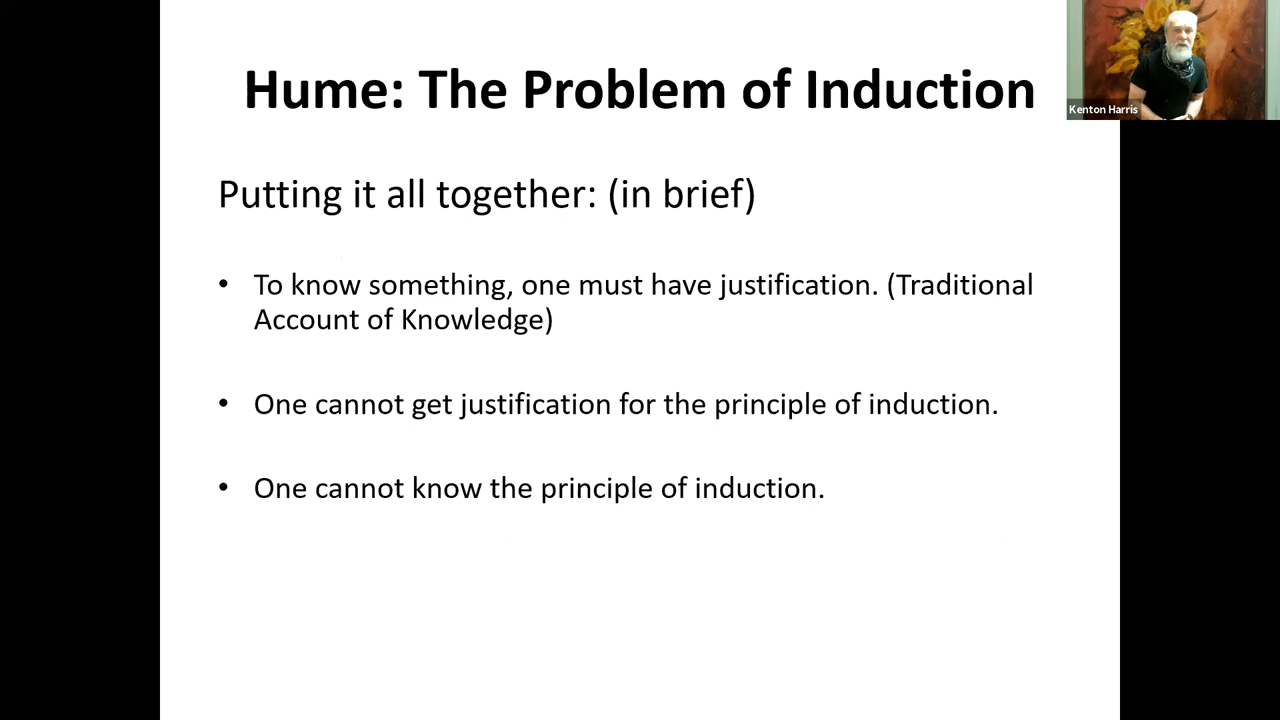 Hume: The Problem of Induction
Kenton Harris
Putting it all together: (in brief)
• To know something, one must have justification. (Traditional
Account of Knowledge)
• One cannot get justification for the principle of induction.
• One cannot know the principle of induction.